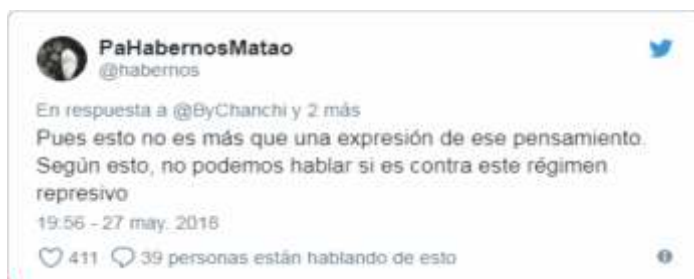 PaHabernosMatao
@habernos
En respuesta a @ByChanchi y 2 más
Pues esto no es más que una expresión de ese pensamiento.
Según esto, no podemos hablar si es contra este régimen
represivo
19:56 - 27 may. 2018
411 39 personas están hablando de esto